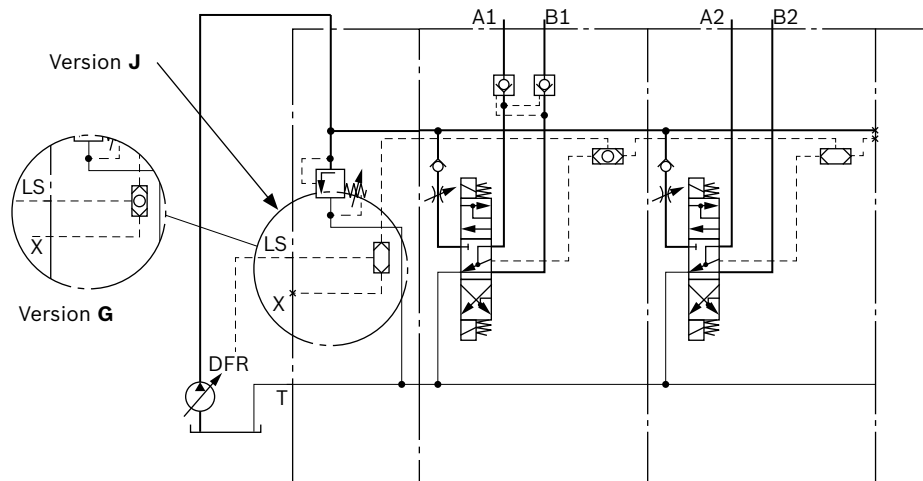 A1 B1 A2 B2
Version J
LS
X
LS
X
Version G
DFR
T